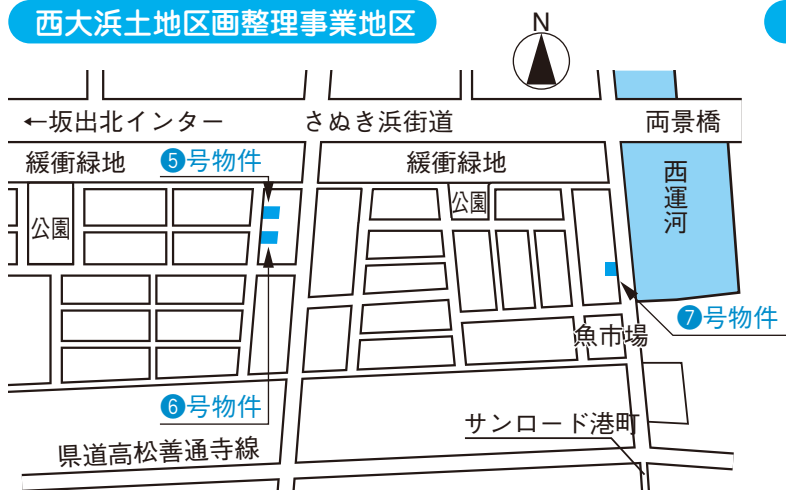 西大浜土地区画整理事業地区
N
←坂出北インター
さぬき浜街道
両景橋
緩衝緑地
❺号物件
緩衝緑地
西運河
公園
公園
❼号物件
魚市場
❻号物件
サンロード港町
県道高松善通寺線